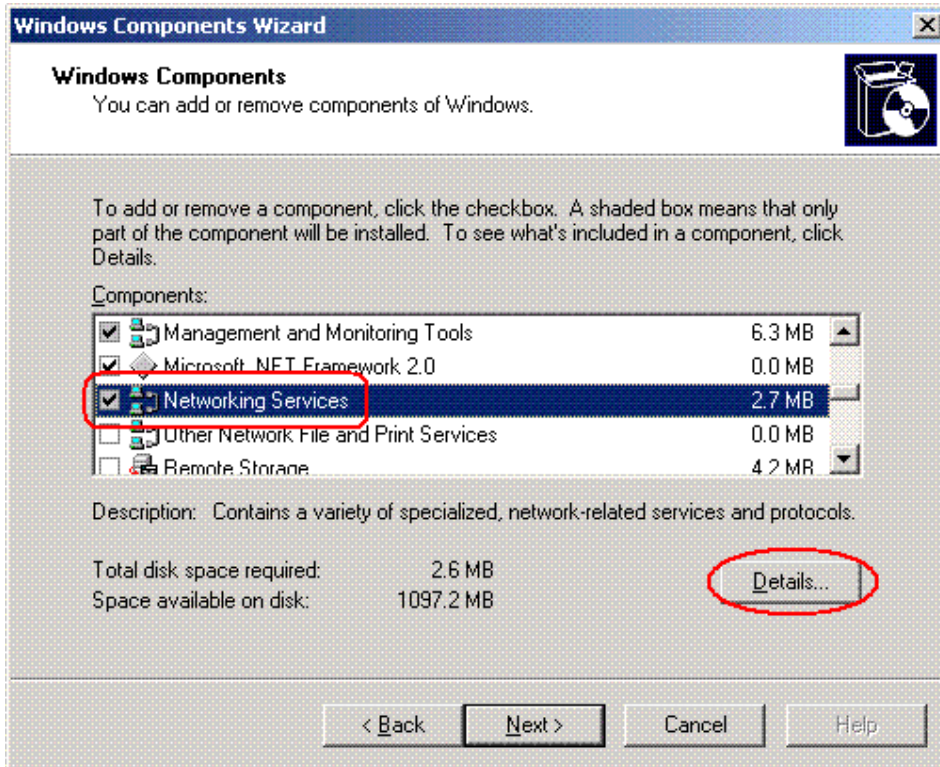 Windows Components Wizard
Windows Components
You can add or remove components of Windows.
To add or remove a component, click the checkbox. A shaded box means that only
part of the component will be installed. To see what's included in a component, click
Details.
Components:
Management and Monitoring Tools 6.3 MB
Microsoft .NET Framework 2.0 0.0 MB
Networking Services 2.7 MB
Other Network File and Print Services 0.0 MB
Remote Storage 4.2 MB
Description: Contains a variety of specialized, network-related services and protocols.
Total disk space required: 2.6 MB
Space available on disk: 1097.2 MB
Details...
< Back Next > Cancel Help